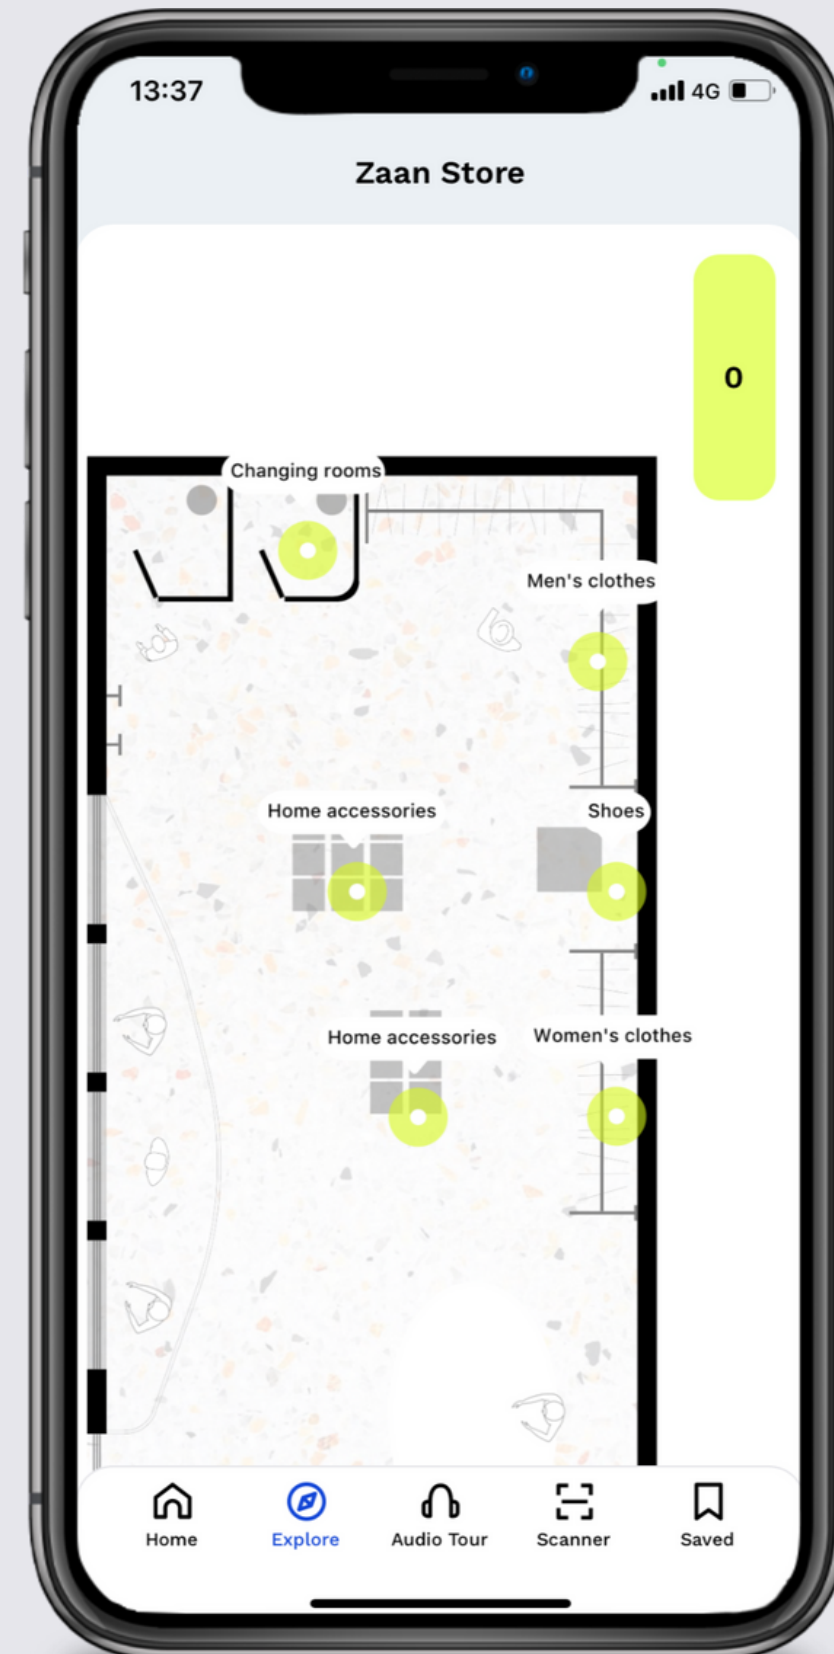 13:37
4G
Zaan Store
0
Changing rooms
Men's clothes
Home accessories
Shoes
Home accessories
Women's clothes
Home
Explore
Audio Tour
Scanner
Saved